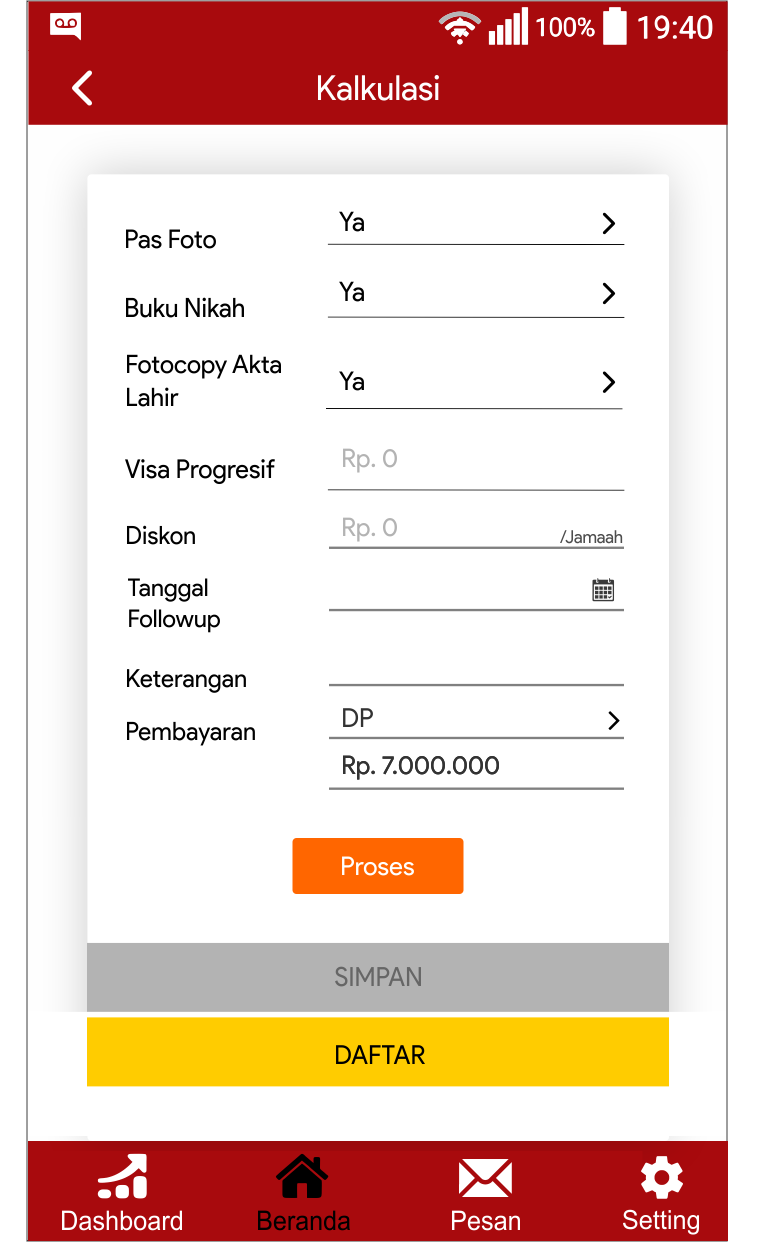 100% 19:40
Kalkulasi
Pas Foto
Ya
Buku Nikah
Ya
Fotocopy Akta
Lahir
Ya
Visa Progresif
Rp. 0
Diskon
Rp. 0
/Jamaah
Tanggal
Followup
Keterangan
Pembayaran
DP
Rp. 7.000.000
Proses
SIMPAN
DAFTAR
Dashboard
Beranda
Pesan
Setting